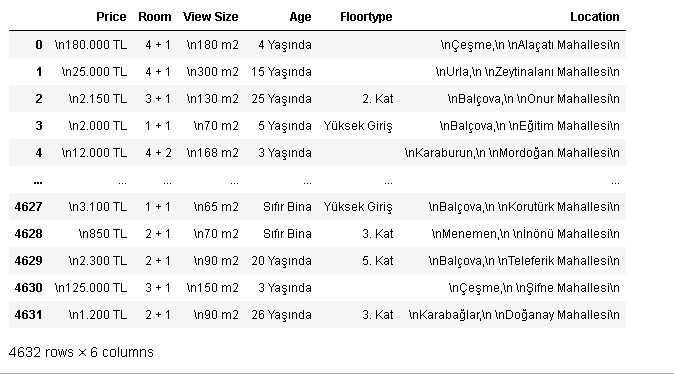 Price Room View Size Age Floortype Location
0 \n180.000 TL 4 + 1 \n180 m2 4 Yaşında \nÇeşme,\n \nAlaçatı Mahallesi\n
1 \n25.000 TL 4 + 1 \n300 m2 15 Yaşında \nUrla,\n \nZeytinalanı Mahallesi\n
2 \n2.150 TL 3 + 1 \n130 m2 25 Yaşında 2. Kat \nBalçova,\n \nOnur Mahallesi\n
3 \n2.000 TL 1 + 1 \n70 m2 5 Yaşında Yüksek Giriş \nBalçova,\n \nEğitim Mahallesi\n
4 \n12.000 TL 4 + 2 \n168 m2 3 Yaşında \nKaraburun,\n \nMordoğan Mahallesi\n
... ... ... ... ... ... ...
4627 \n3.100 TL 1 + 1 \n65 m2 Sıfır Bina Yüksek Giriş \nBalçova,\n \nKorutürk Mahallesi\n
4628 \n850 TL 2 + 1 \n70 m2 Sıfır Bina 3. Kat \nMenemen,\n \nİnönü Mahallesi\n
4629 \n2.300 TL 2 + 1 \n90 m2 20 Yaşında 5. Kat \nBalçova,\n \nTeleferik Mahallesi\n
4630 \n125.000 TL 3 + 1 \n150 m2 3 Yaşında \nÇeşme,\n \nŞifne Mahallesi\n
4631 \n1.200 TL 2 + 1 \n90 m2 26 Yaşında 3. Kat \nKarabağlar,\n \nDoğanay Mahallesi\n
4632 rows × 6 columns